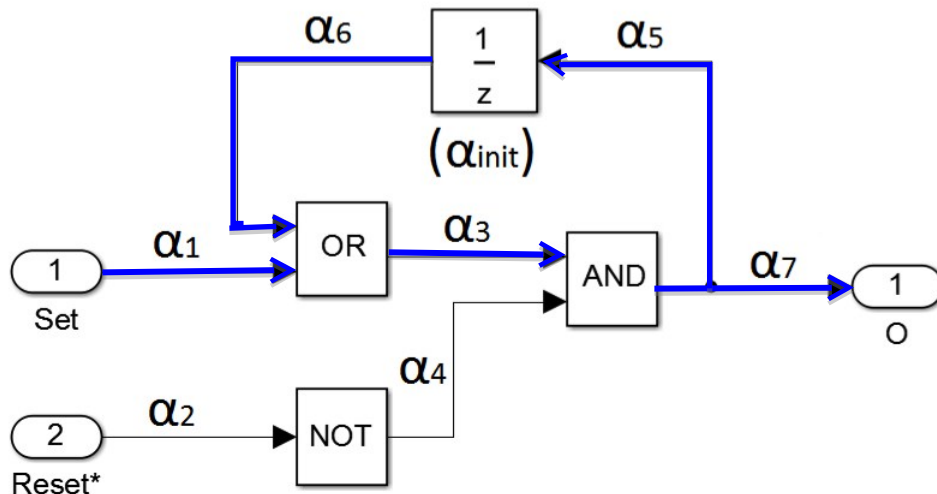 α6
1
z
α5
(αinit)
α1
OR
α3
1
Set
AND
α7
1
O
α4
α2
2
NOT
Reset*